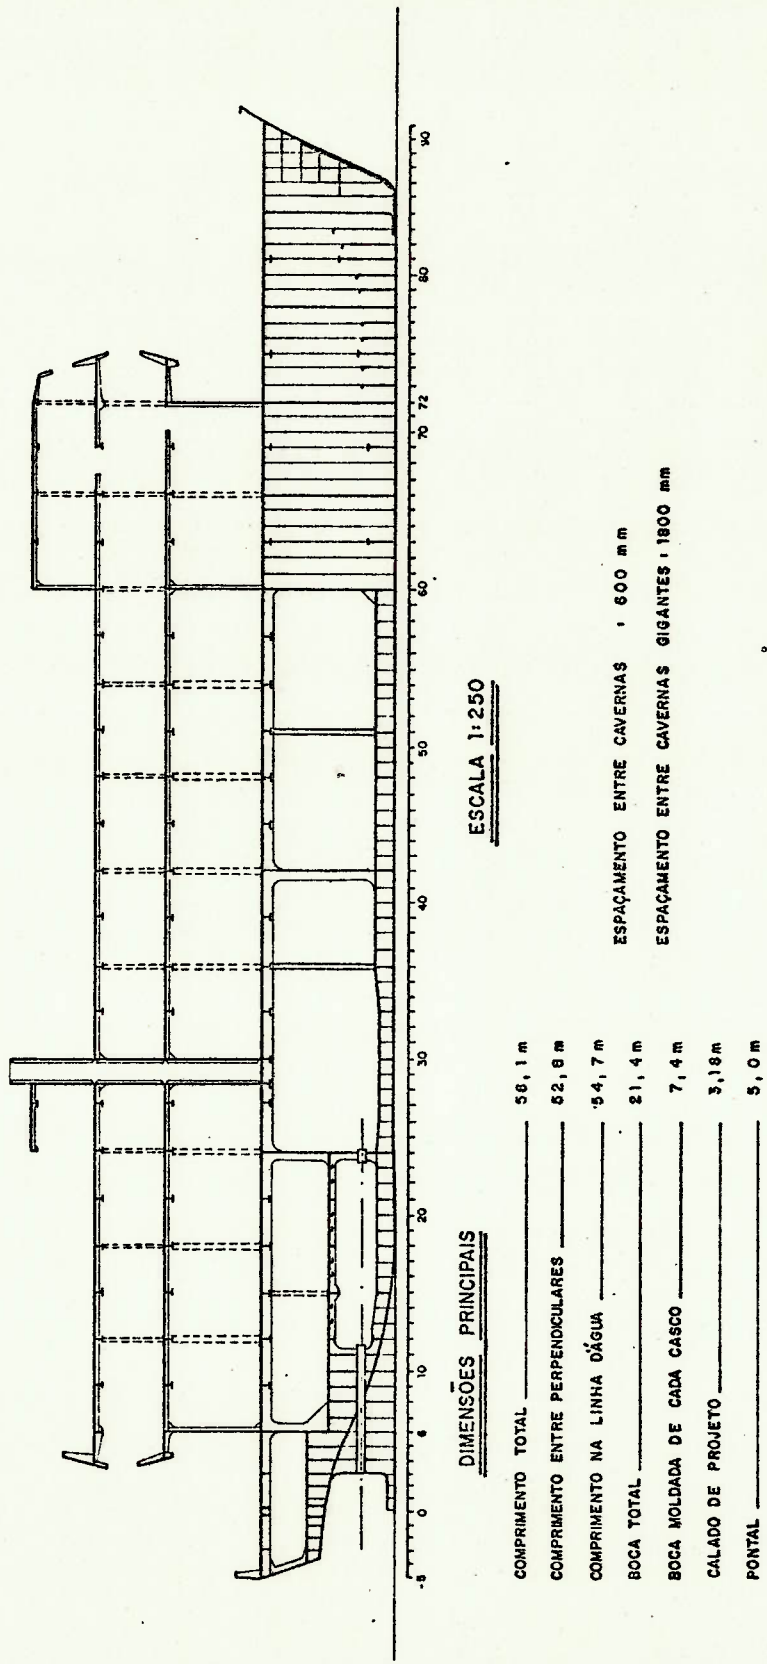 -5 0 6 10 20 30 40 50 60 70 72 80 90
ESCALA 1:250
DIMENSÕES PRINCIPAIS
COMPRIMENTO TOTAL 58,1 m
COMPRIMENTO ENTRE PERPENDICULARES 52,8 m
COMPRIMENTO NA LINHA D'ÁGUA 54,7 m
BOCA TOTAL 21,4 m
BOCA MOLDADA DE CADA CASCO 7,4 m
CALADO DE PROJETO 3,18 m
PONTAL 5,0 m
ESPAÇAMENTO ENTRE CAVERNAS : 600 mm
ESPAÇAMENTO ENTRE CAVERNAS GIGANTES : 1800 mm